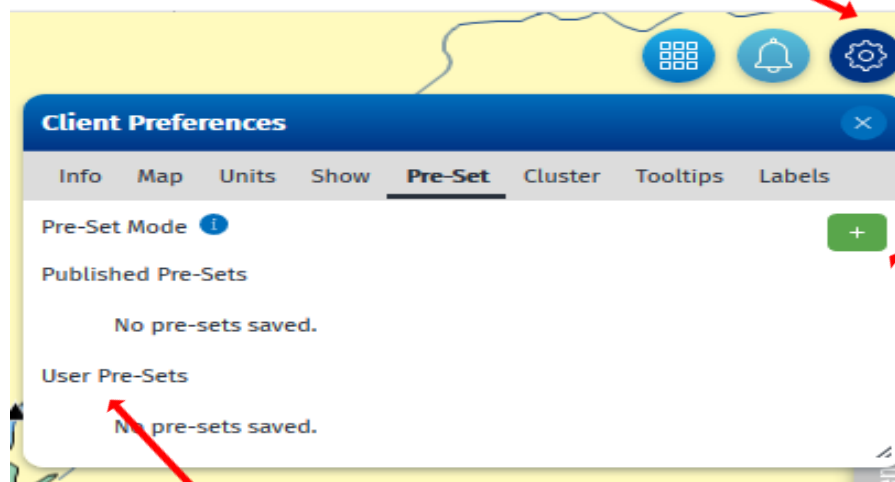 Client Preferences
Info Map Units Show Pre-Set Cluster Tooltips Labels
Pre-Set Mode i
+
Published Pre-Sets
No pre-sets saved.
User Pre-Sets
No pre-sets saved.